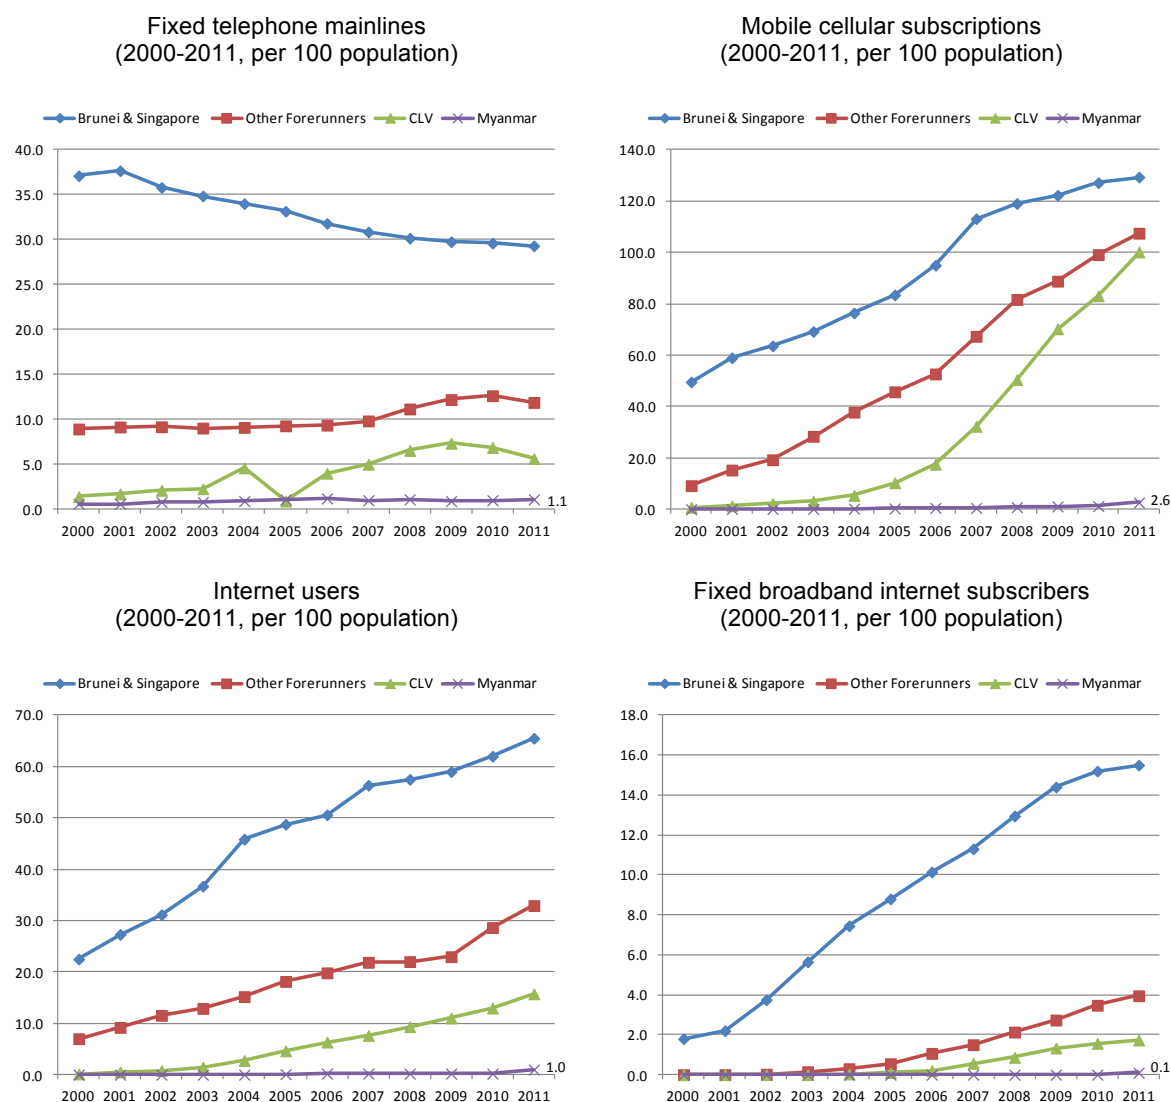 Fixed telephone mainlines
(2000-2011, per 100 population)
Brunei & Singapore Other Forerunners CLV Myanmar
40.0
35.0
30.0
25.0
20.0
15.0
10.0
5.0
0.0
1.1
2000 2001 2002 2003 2004 2005 2006 2007 2008 2009 2010 2011
Mobile cellular subscriptions
(2000-2011, per 100 population)
Brunei & Singapore Other Forerunners CLV Myanmar
140.0
120.0
100.0
80.0
60.0
40.0
20.0
0.0
2.6
2000 2001 2002 2003 2004 2005 2006 2007 2008 2009 2010 2011
Internet users
(2000-2011, per 100 population)
Brunei & Singapore Other Forerunners CLV Myanmar
70.0
60.0
50.0
40.0
30.0
20.0
10.0
0.0
1.0
2000 2001 2002 2003 2004 2005 2006 2007 2008 2009 2010 2011
Fixed broadband internet subscribers
(2000-2011, per 100 population)
Brunei & Singapore Other Forerunners CLV Myanmar
18.0
16.0
14.0
12.0
10.0
8.0
6.0
4.0
2.0
0.0
0.1
2000 2001 2002 2003 2004 2005 2006 2007 2008 2009 2010 2011